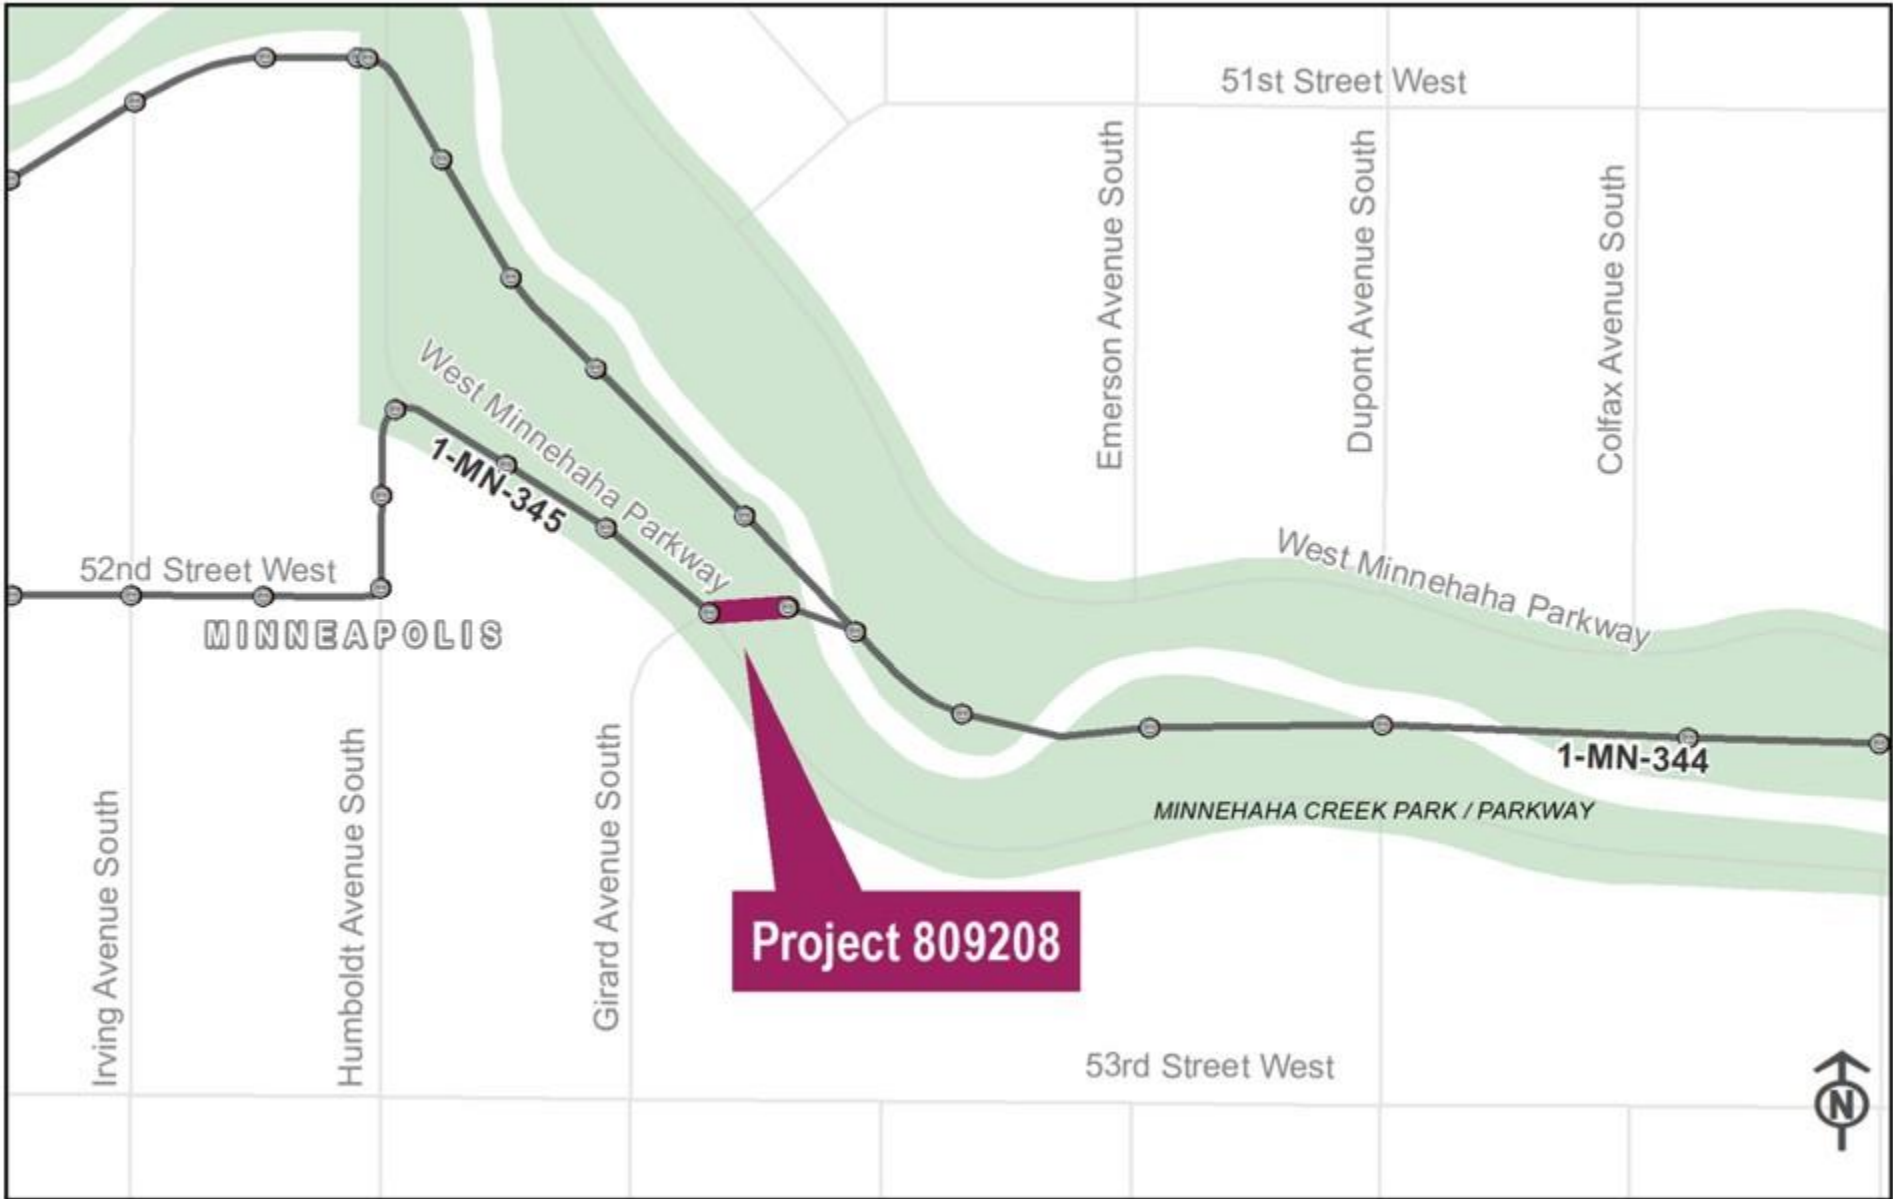 51st Street West
Emerson Avenue South
Dupont Avenue South
Colfax Avenue South
West Minnehaha Parkway
1-MN-345
52nd Street West
MINNEAPOLIS
West Minnehaha Parkway
1-MN-344
MINNEHAHA CREEK PARK / PARKWAY
Irving Avenue South
Humboldt Avenue South
Girard Avenue South
Project 809208
53rd Street West
N